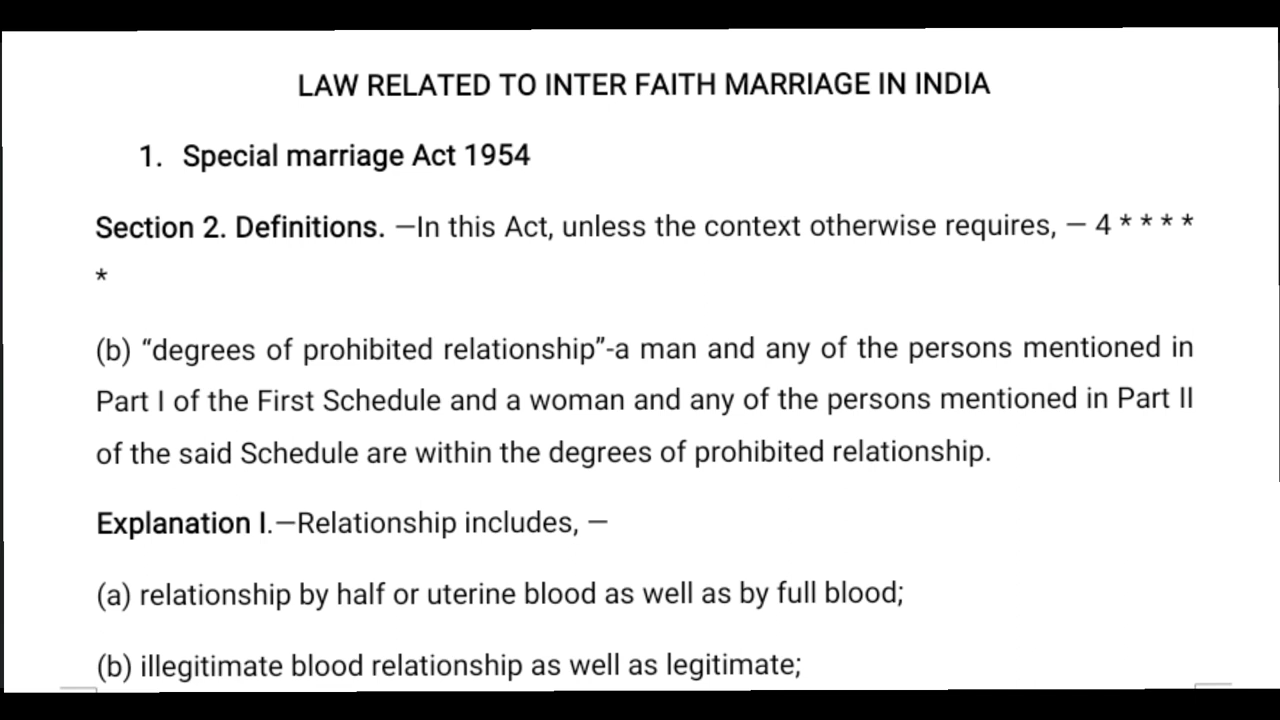 LAW RELATED TO INTER FAITH MARRIAGE IN INDIA
1. Special marriage Act 1954
Section 2. Definitions. —In this Act, unless the context otherwise requires, — 4 * * * *
*
(b) “degrees of prohibited relationship”-a man and any of the persons mentioned in
Part I of the First Schedule and a woman and any of the persons mentioned in Part II
of the said Schedule are within the degrees of prohibited relationship.
Explanation I.—Relationship includes, —
(a) relationship by half or uterine blood as well as by full blood;
(b) illegitimate blood relationship as well as legitimate;